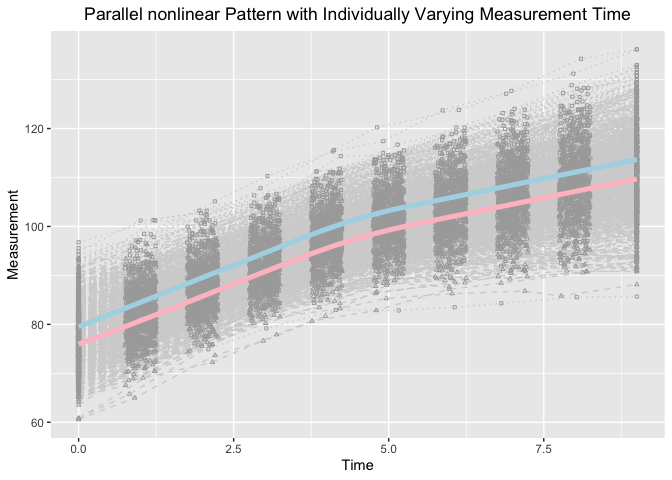 Parallel nonlinear Pattern with Individually Varying Measurement Time
Measurement
120
100
80
60
0.0 2.5 5.0 7.5
Time